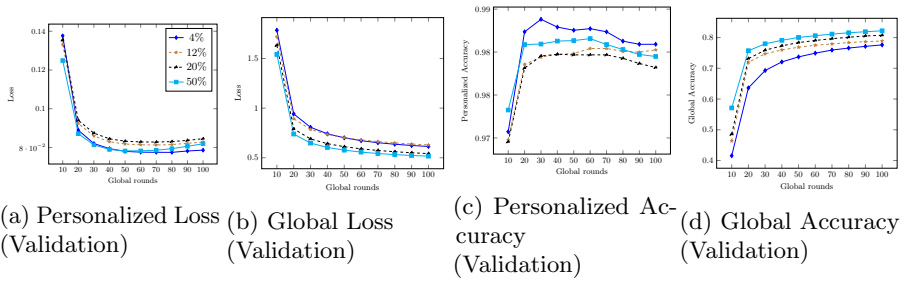 0.14
0.12
0.1
8 · 10⁻²
Loss
10 20 30 40 50 60 70 80 90 100
Global rounds
4%
12%
20%
50%
(a) Personalized Loss
(Validation)
1.5
1
0.5
Loss
10 20 30 40 50 60 70 80 90 100
Global rounds
(b) Global Loss
(Validation)
0.99
0.98
0.98
0.97
Personalized Accuracy
10 20 30 40 50 60 70 80 90 100
Global rounds
(c) Personalized Ac-
curacy
(Validation)
0.8
0.7
0.6
0.5
0.4
Global Accuracy
10 20 30 40 50 60 70 80 90 100
Global rounds
(d) Global Accuracy
(Validation)